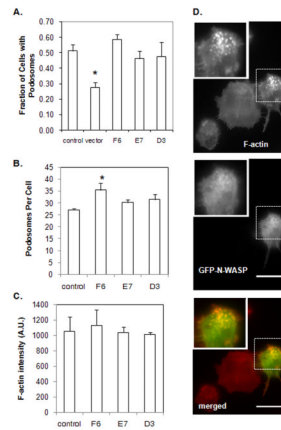 A.
Fraction of Cells with
Podosomes
0.70
0.60
0.50
0.40
0.30
0.20
0.10
0.00
*
control vector F6 E7 D3
B.
Podosomes Per Cell
45
40
35
30
25
20
15
10
5
0
*
control F6 E7 D3
C.
F-actin intensity (A.U.)
1400
1200
1000
800
600
400
200
0
control F6 E7 D3
D.
F-actin
GFP-N-WASP
merged